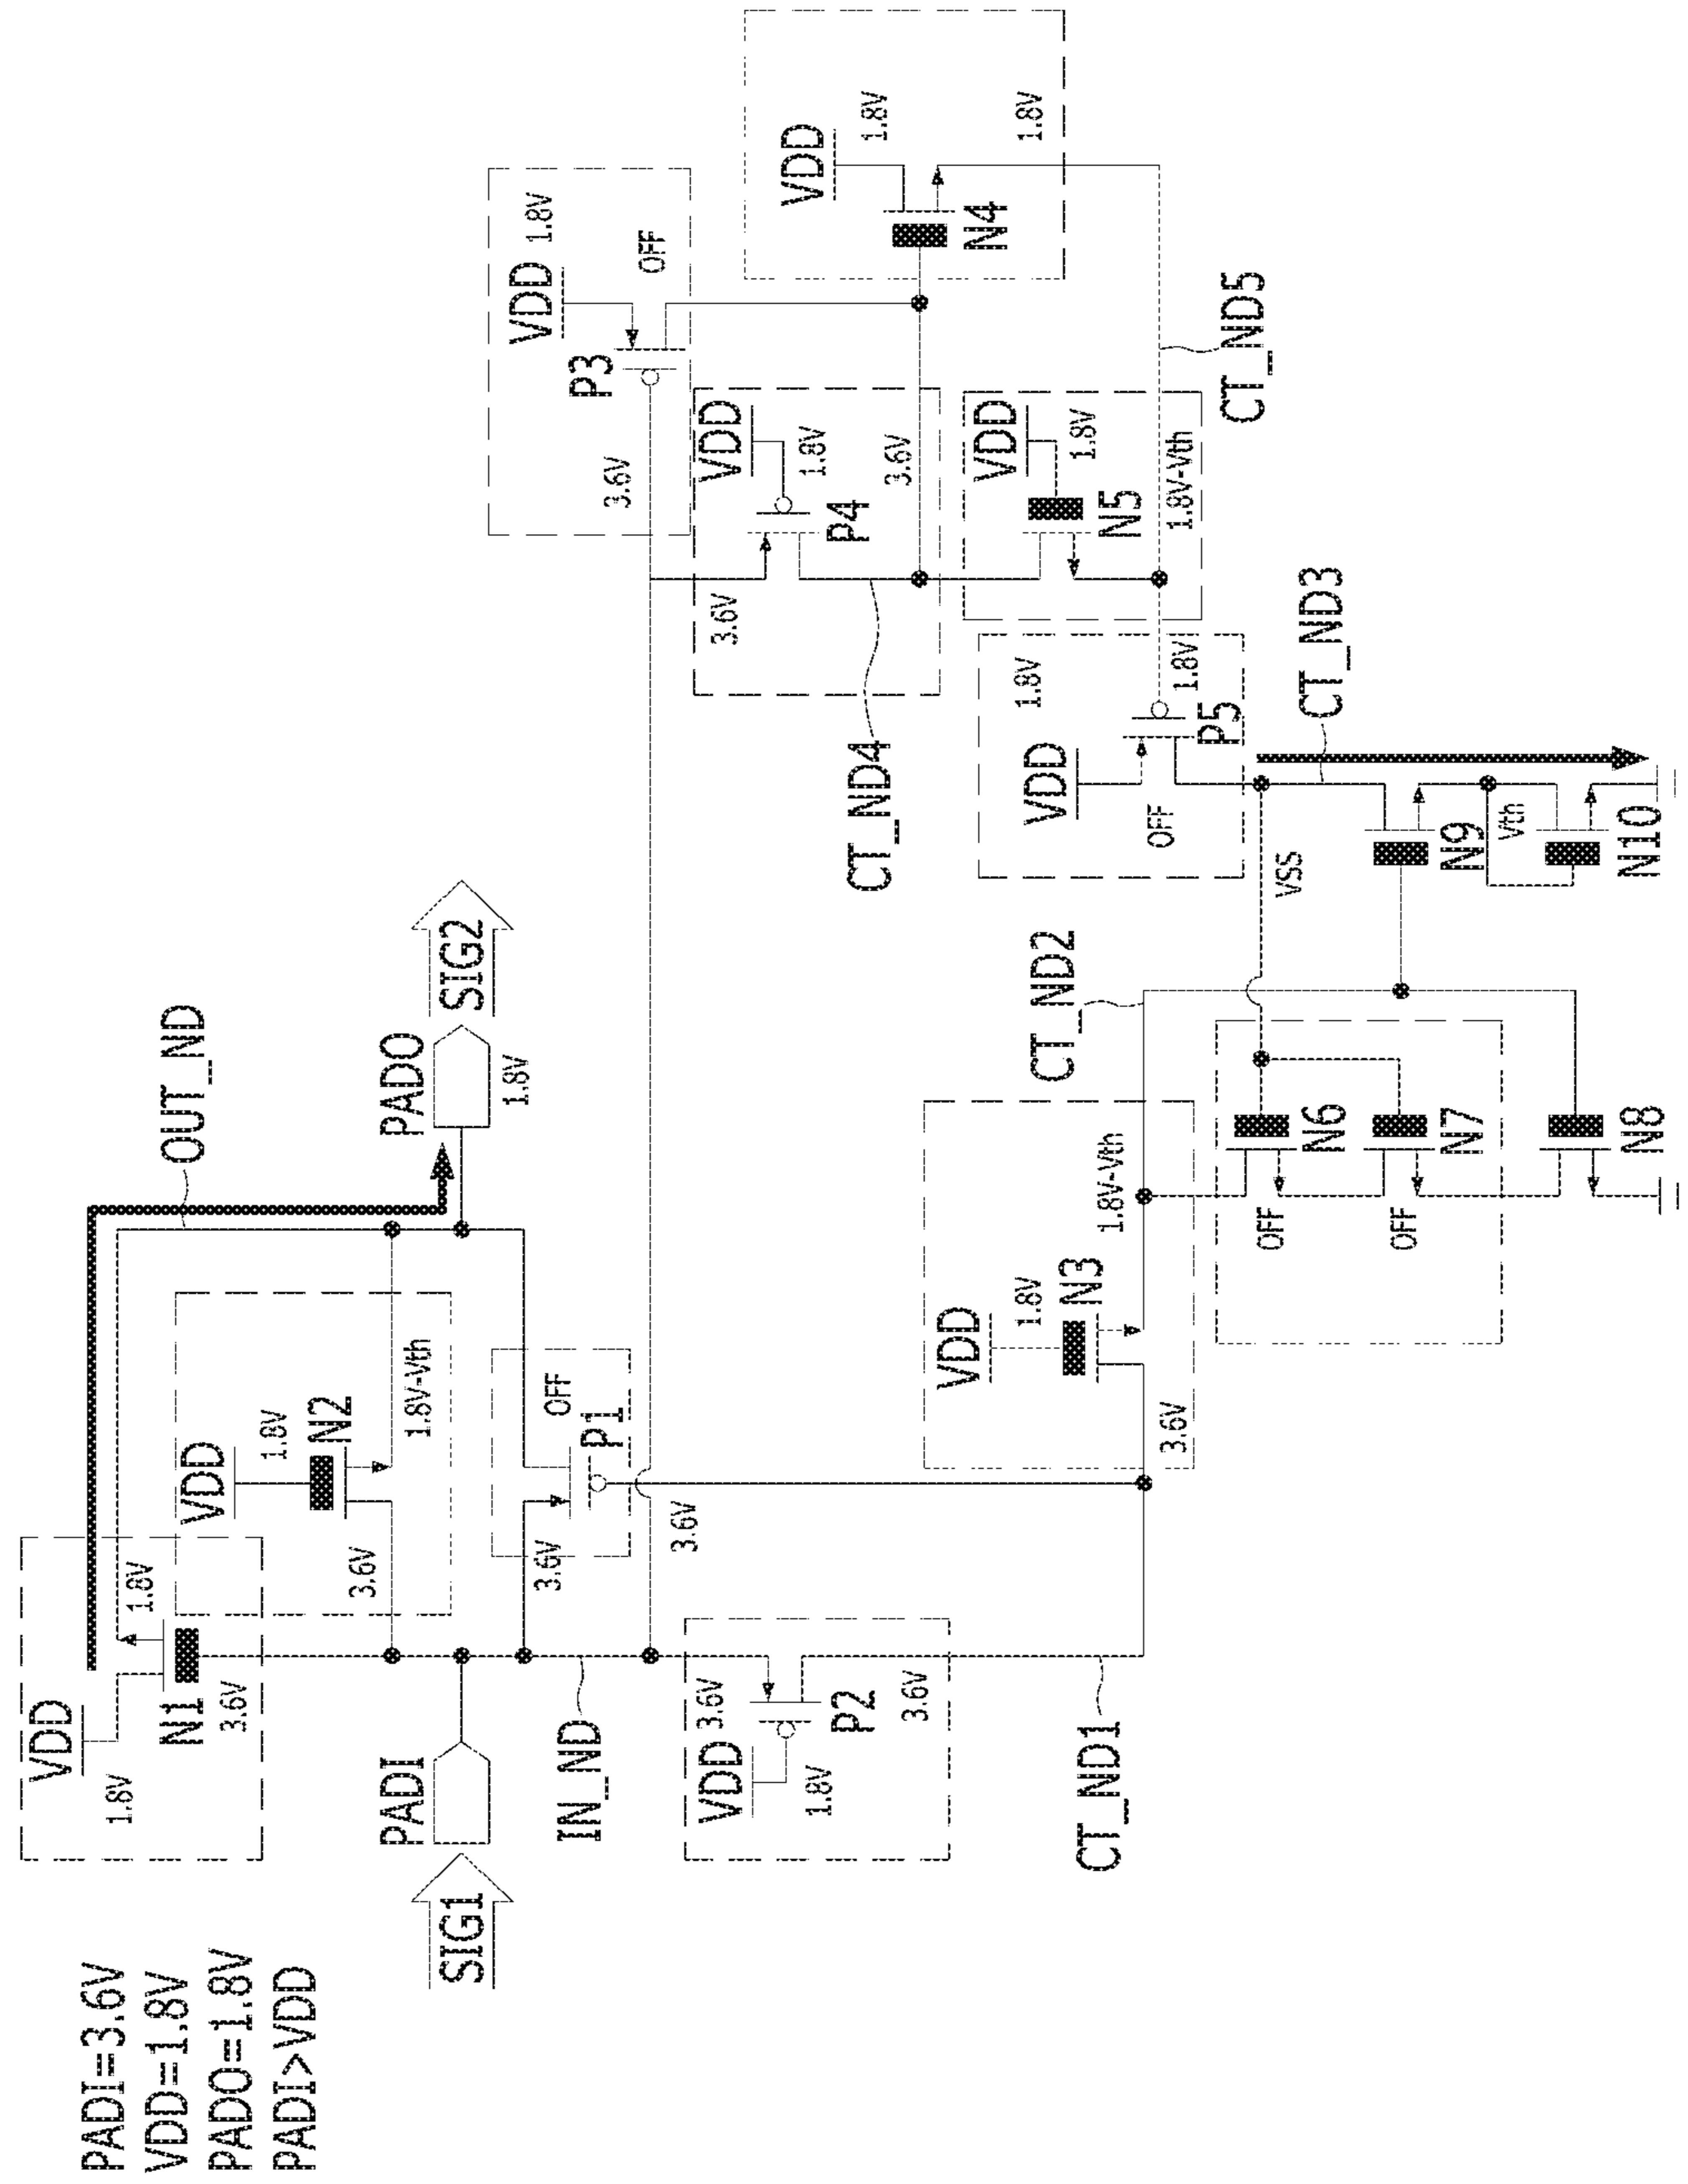 PADI=3.6V
VDD=1.8V
PADO=1.8V
PADI>VDD
SIG1
PADI
VDD
1.8V
N1
3.6V
1.8V
VDD
1.8V
N2
3.6V
1.8V-Vth
OUT_ND
PADO
1.8V
SIG2
IN_ND
3.6V
OFF
P1
3.6V
VDD
1.8V
3.6V
P2
3.6V
CT_ND1
VDD
1.8V
N3
3.6V
1.8V-Vth
CT_ND2
OFF
N6
OFF
N7
N8
VDD
1.8V
OFF
P3
3.6V
VDD
1.8V
3.6V
P4
3.6V
CT_ND4
VDD
1.8V
N4
1.8V
VDD
1.8V
N5
1.8V-Vth
CT_ND5
VDD
1.8V
1.8V
OFF
P5
VSS
CT_ND3
N9
Vth
N10